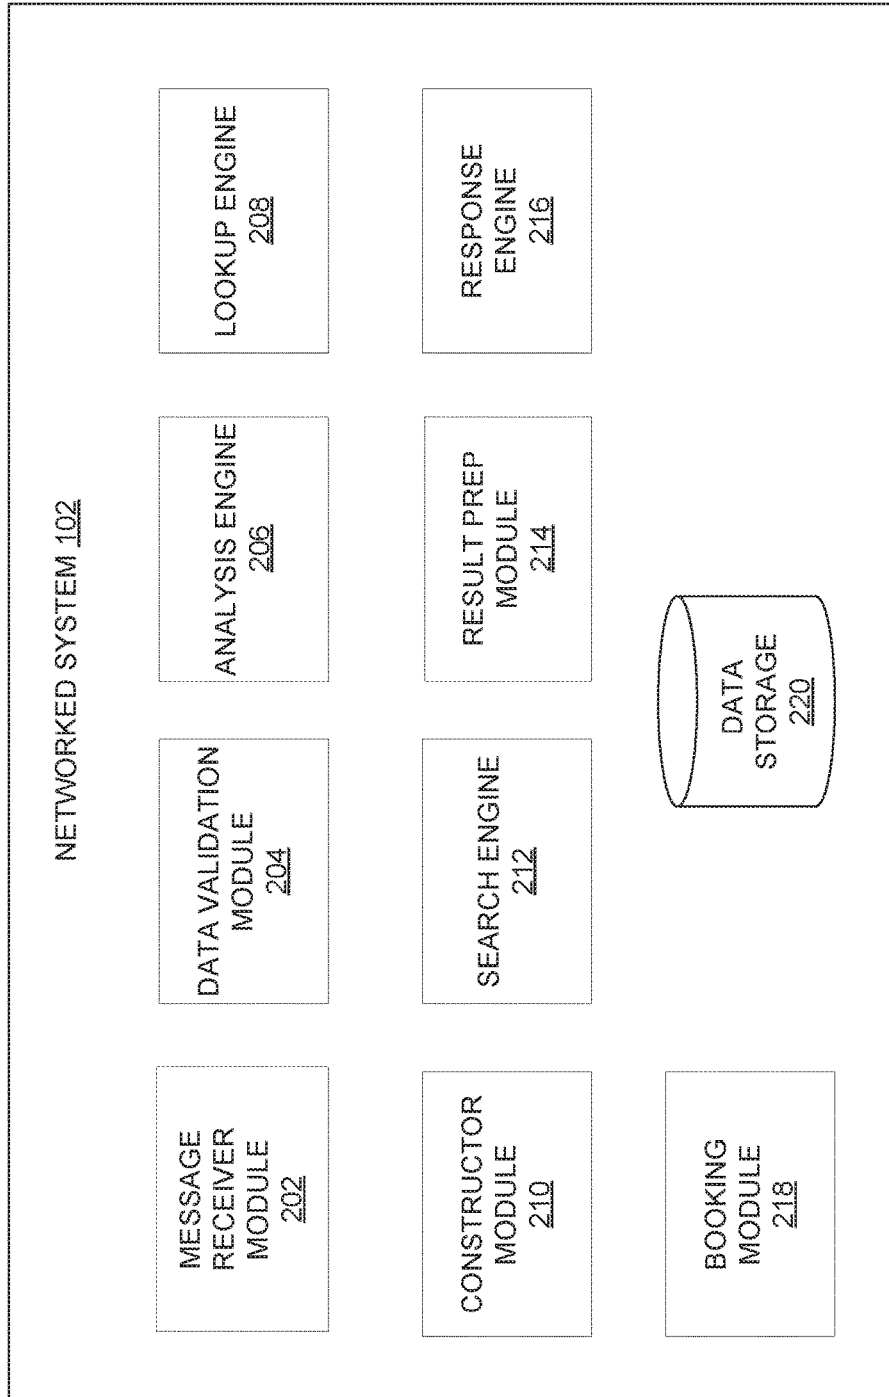 NETWORKED SYSTEM 102
MESSAGE
RECEIVER
MODULE
202
DATA VALIDATION
MODULE
204
ANALYSIS ENGINE
206
LOOKUP ENGINE
208
CONSTRUCTOR
MODULE
210
SEARCH ENGINE
212
RESULT PREP
MODULE
214
RESPONSE
ENGINE
216
BOOKING
MODULE
218
DATA
STORAGE
220